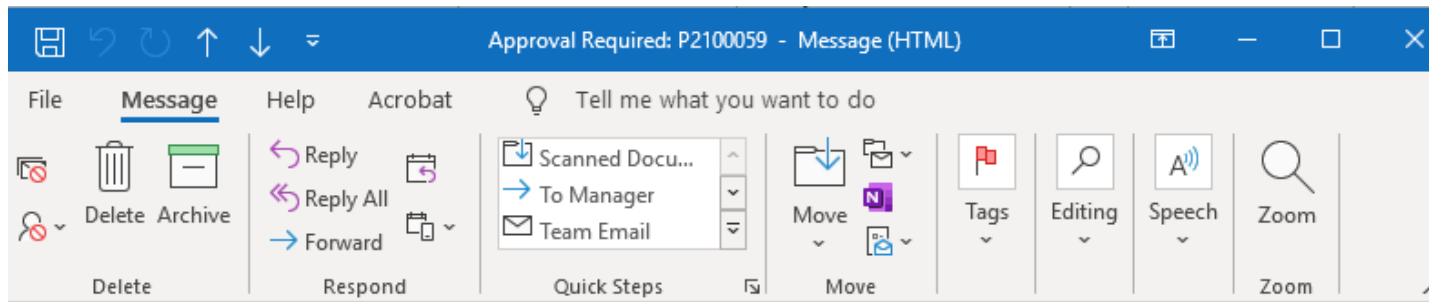 Approval Required: P2100059 - Message (HTML)
File Message Help Acrobat Tell me what you want to do
Delete
Archive
Reply
Reply All
Forward
Scanned Docu...
To Manager
Team Email
Move
N
Tags
Editing
A
Speech
Zoom
Delete Respond Quick Steps Move Zoom